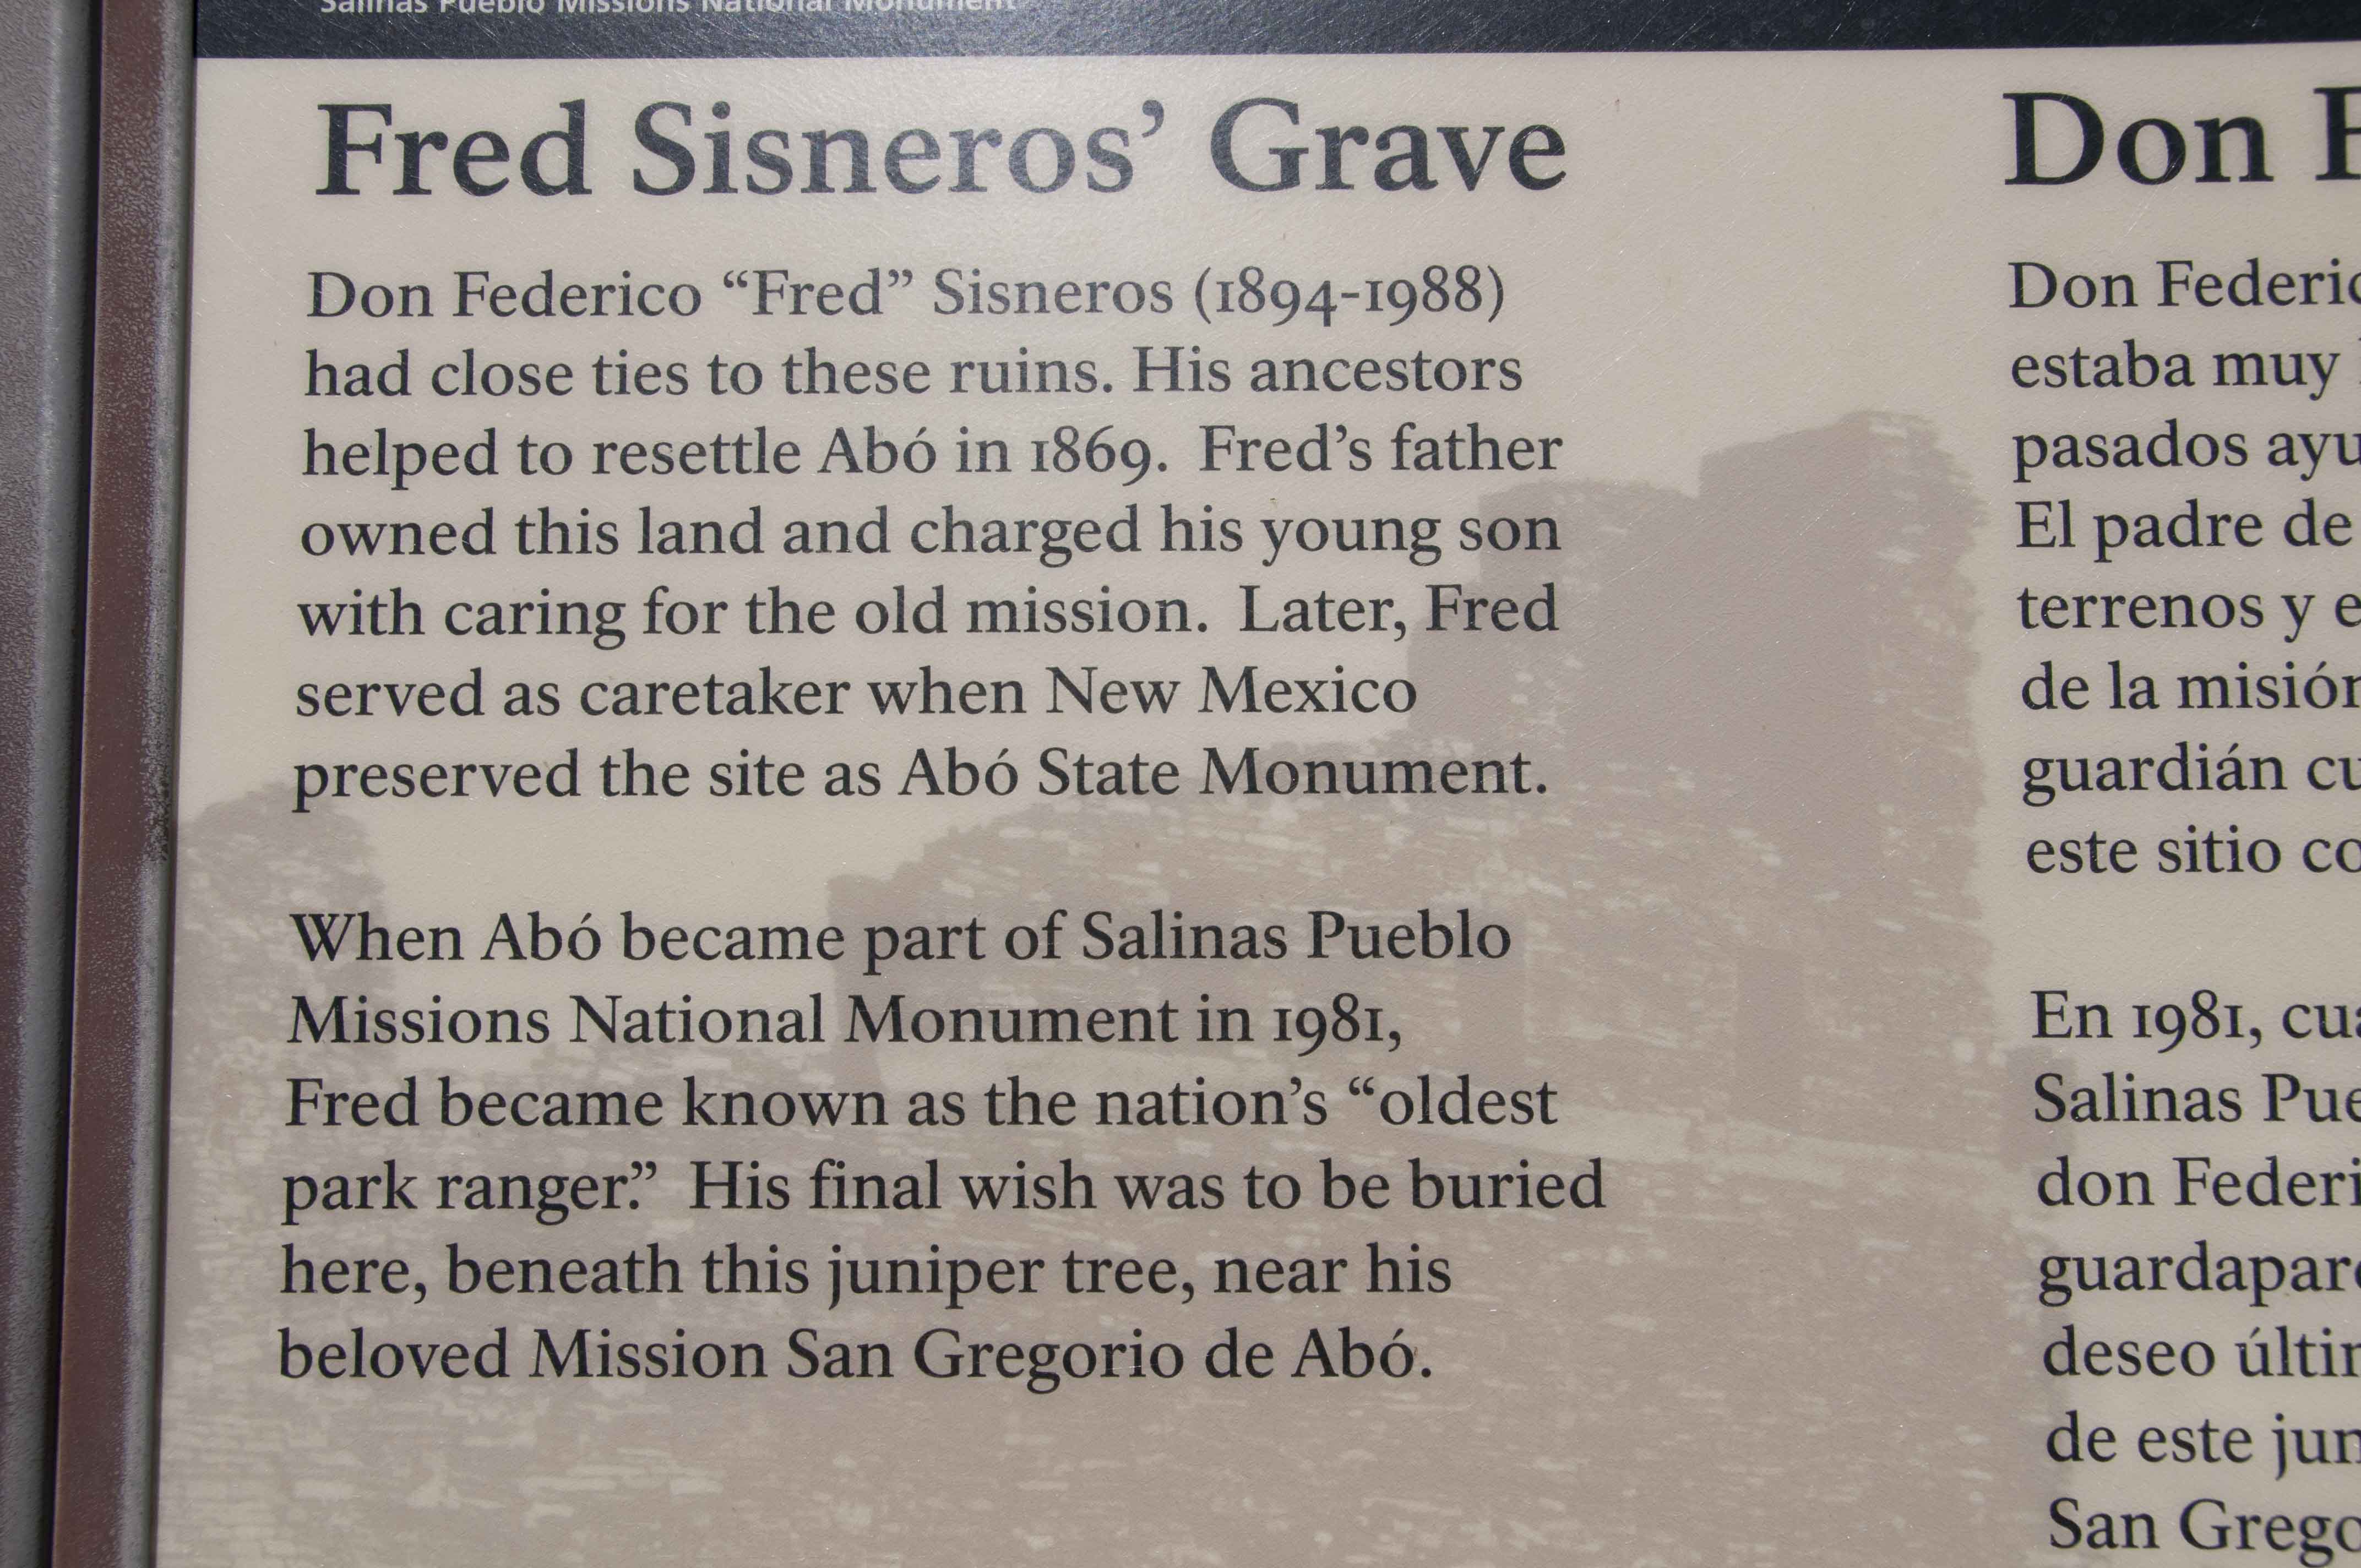 Salinas Pueblo Missions National Monument
Fred Sisneros’ Grave
Don Federico “Fred” Sisneros (1894-1988)
had close ties to these ruins. His ancestors
helped to resettle Abó in 1869. Fred’s father
owned this land and charged his young son
with caring for the old mission. Later, Fred
served as caretaker when New Mexico
preserved the site as Abó State Monument.
When Abó became part of Salinas Pueblo
Missions National Monument in 1981,
Fred became known as the nation’s “oldest
park ranger.” His final wish was to be buried
here, beneath this juniper tree, near his
beloved Mission San Gregorio de Abó.
Don
Don
estaba muy
pasados
El padre de
terrenos y
de la
guardián
este sitio
En 1981,
Salinas
don
deseo
de este
San